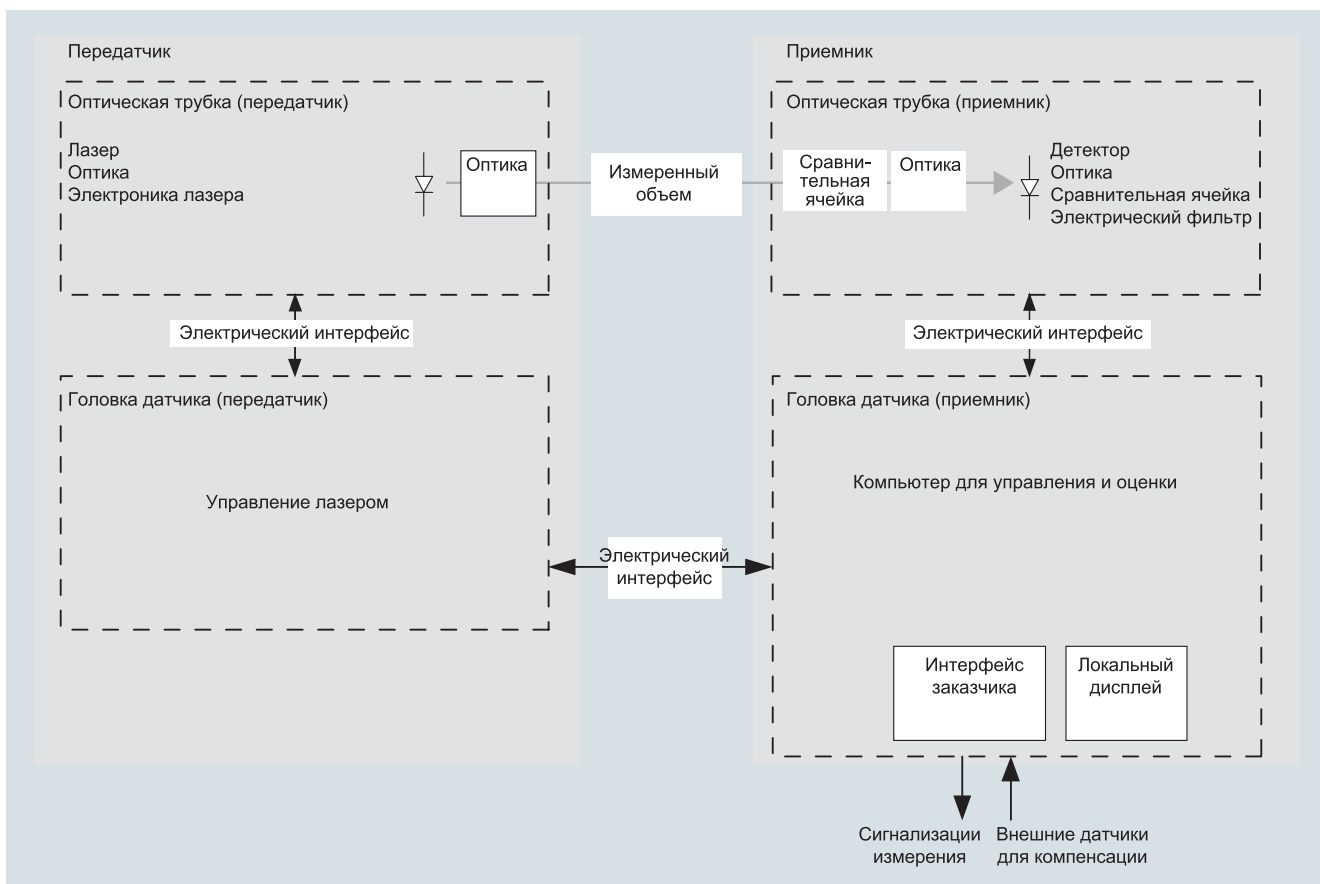 Передатчик
Оптическая трубка (передатчик)
Лазер
Оптика
Электроника лазера
Оптика
Измеренный
объем
Приемник
Оптическая трубка (приемник)
Сравни-
тельная
ячейка
Оптика
Детектор
Оптика
Сравнительная ячейка
Электрический фильтр
Электрический интерфейс
Электрический интерфейс
Головка датчика (передатчик)
Управление лазером
Электрический
интерфейс
Головка датчика (приемник)
Компьютер для управления и оценки
Интерфейс
заказчика
Локальный
дисплей
Сигнализации
измерения
Внешние датчики
для компенсации